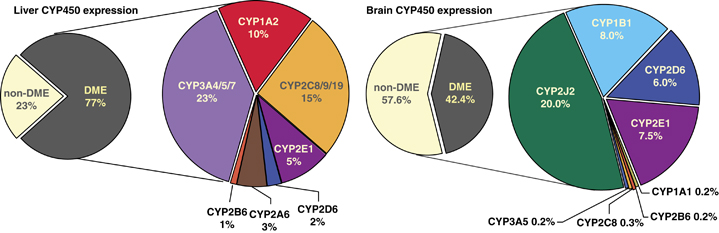 Liver CYP450 expression
non-DME
23%
DME
77%
CYP1A2
10%
CYP3A4/5/7
23%
CYP2C8/9/19
15%
CYP2E1
5%
CYP2B6
1%
CYP2A6
3%
CYP2D6
2%
Brain CYP450 expression
non-DME
57.6%
DME
42.4%
CYP1B1
8.0%
CYP2J2
20.0%
CYP2D6
6.0%
CYP2E1
7.5%
CYP1A1 0.2%
CYP3A5 0.2%
CYP2C8 0.3%
CYP2B6 0.2%